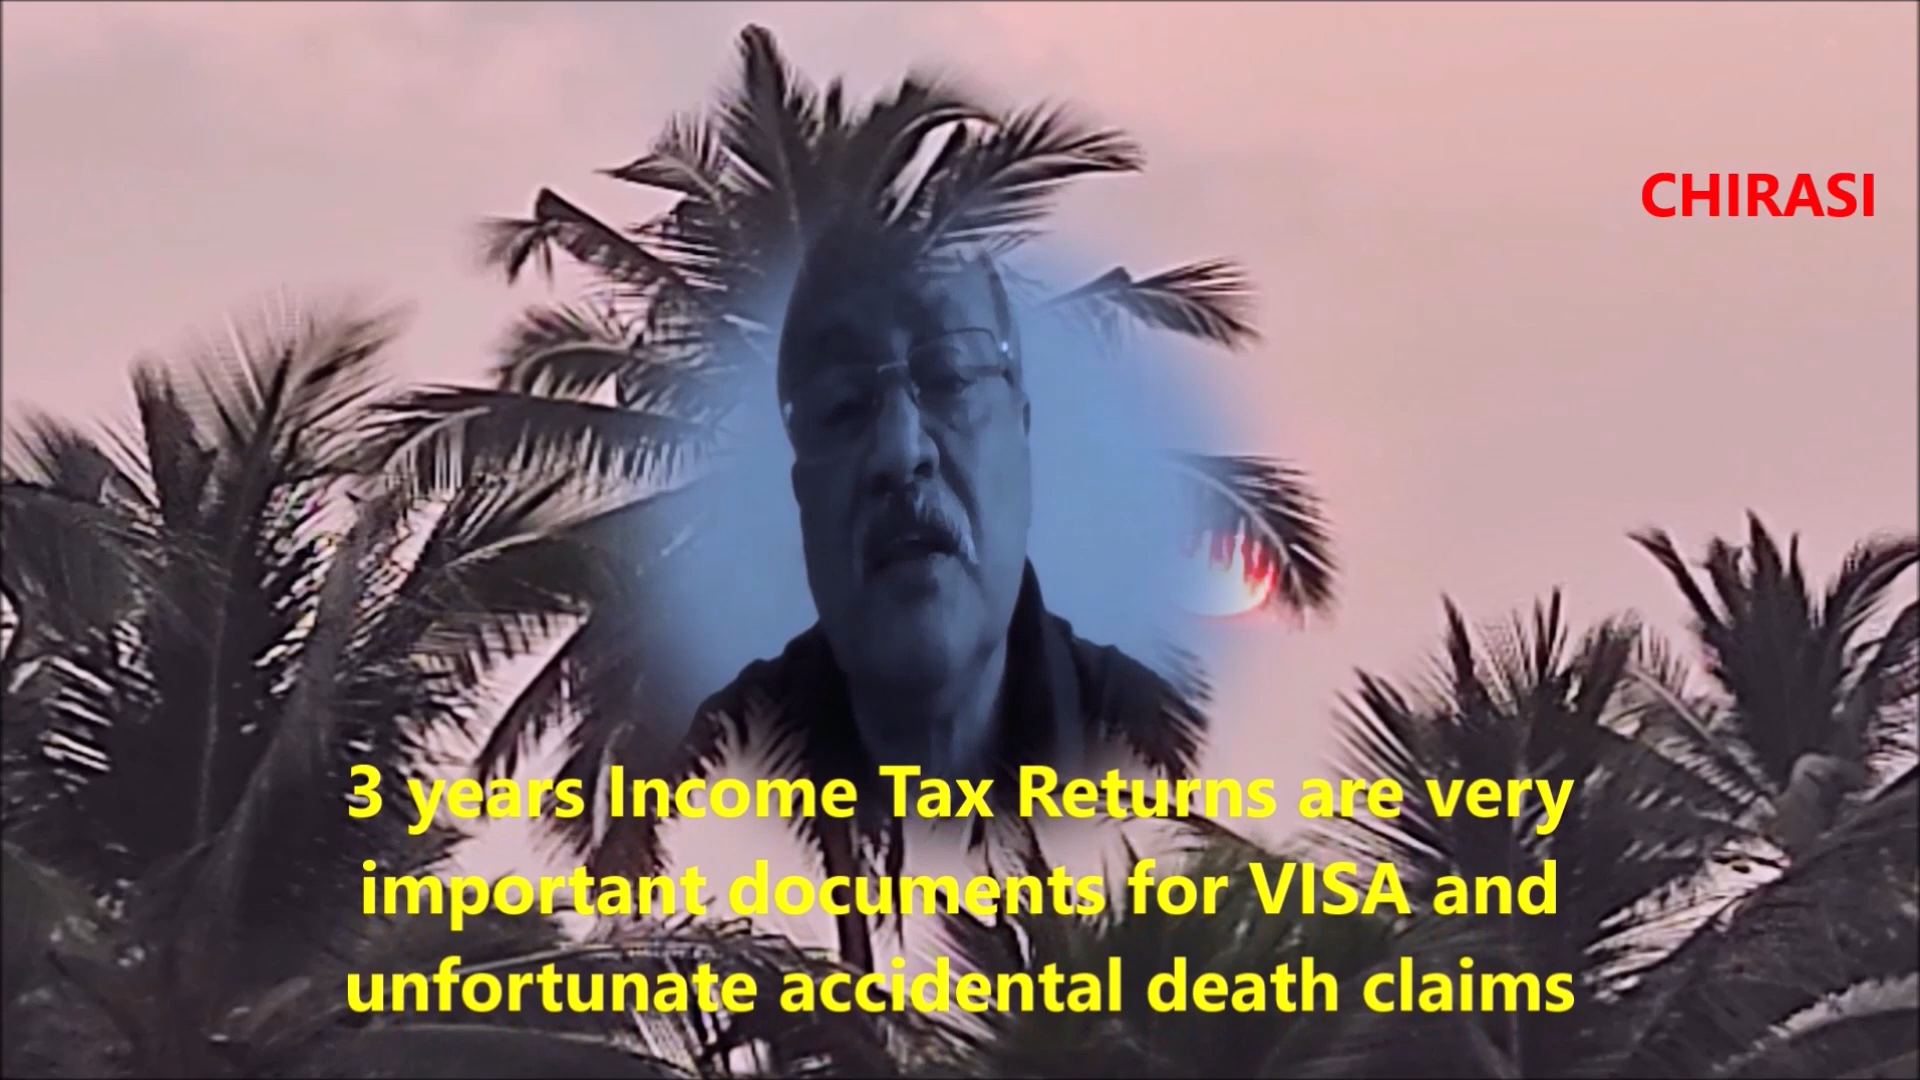 CHIRASI
3 years Income Tax Returns are very
important documents for VISA and
unfortunate accidental death claims